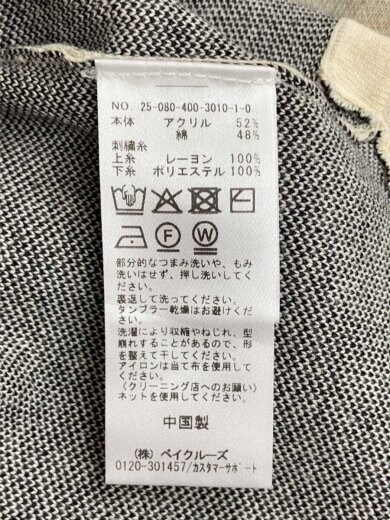 NO. 25-080-400-3010-1-0
本体 アクリル 52%
綿 48%
刺繍糸
上糸 レーヨン 100%
下糸 ポリエステル 100%
F W
部分的なつまみ洗いや、もみ
洗いはせず、押し洗いしてく
ださい。
裏返して洗ってください。
タンブラー乾燥はお避けくだ
さい。
洗濯により収縮やねじれ、型
崩れすることがあるので、形
を整えて干してください。
アイロンは当て布を使用して
ください。
〈クリーニング店へのお願い〉
ネットを使用してください。
中国製
(株) ベイクルーズ
0120-301457/カスタマーサポート